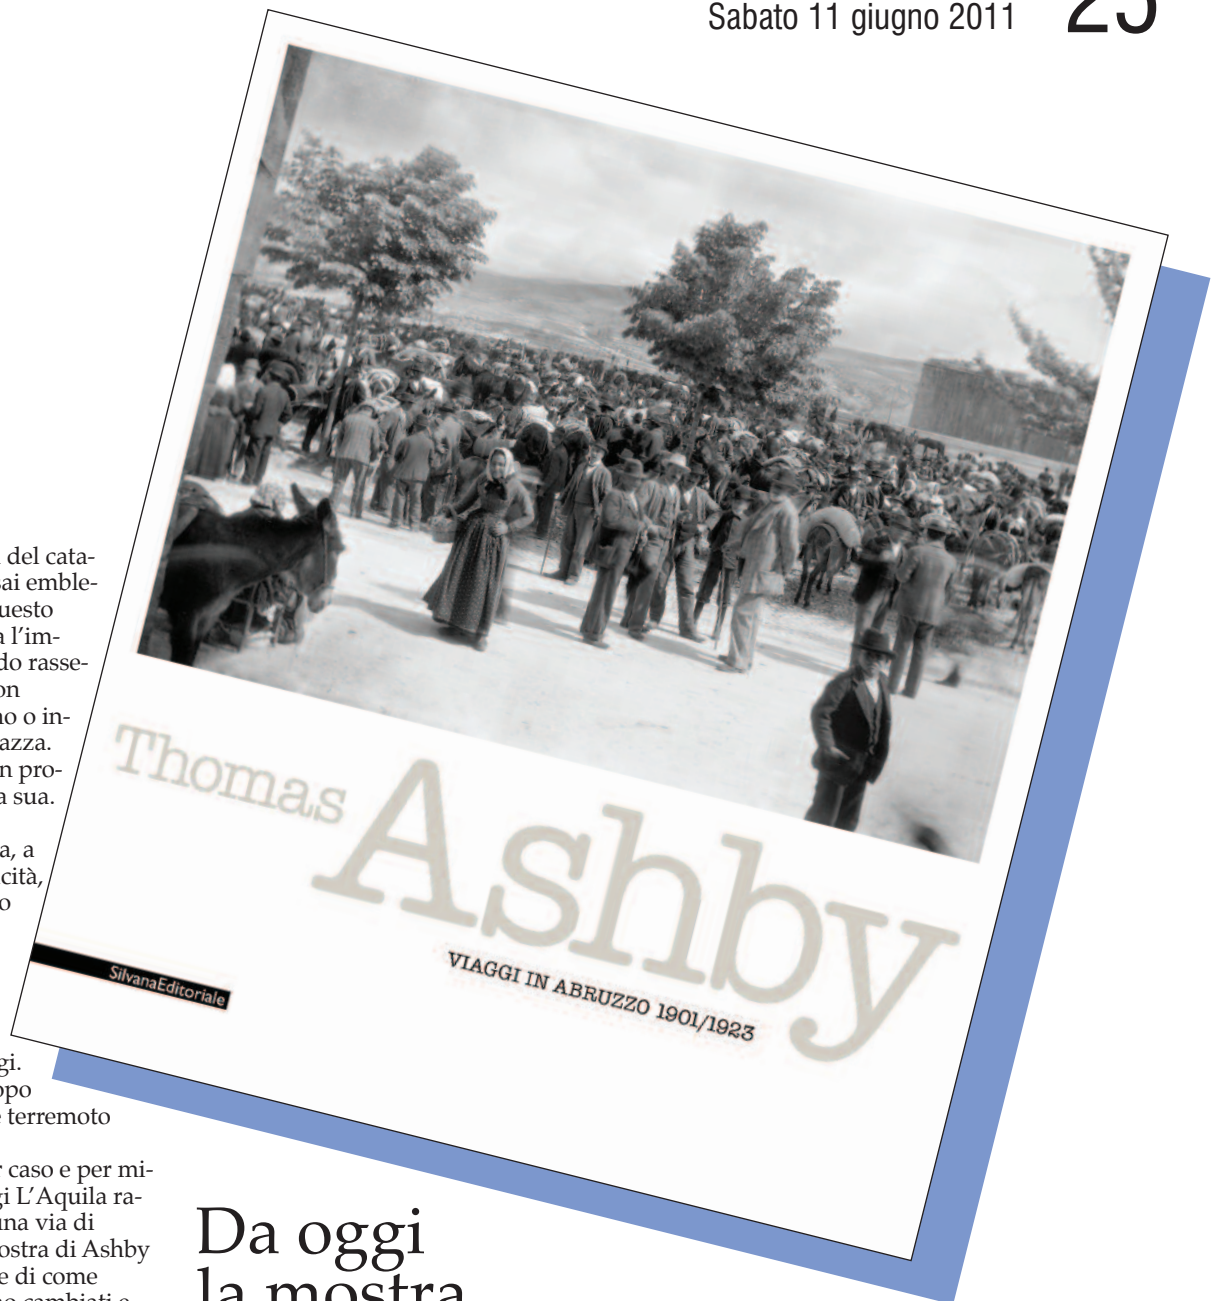 Sabato 11 giugno 2011
del cata-
sai emble-
uesto
a l'im-
do rasse-
on
no o in-
azza.
n pro-
a sua.
a, a
cità,
o
gi.
opo
e terremoto
r caso e per mi-
gi L'Aquila ra-
una via di
ostra di Ashby
e di come
Thomas
Ashby
VIAGGI IN ABRUZZO 1901/1923
SilvanaEditoriale
Da oggi
la mostra